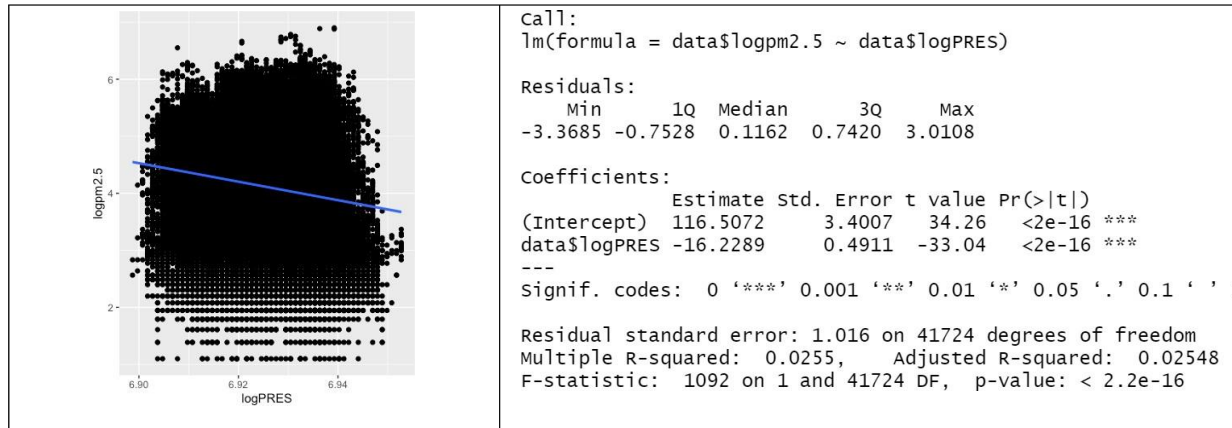 logpm2.5
6
4
2
6.90 6.92 6.94
logPRES
Call:
lm(formula = data$logpm2.5 ~ data$logPRES)
Residuals:
Min 1Q Median 3Q Max
-3.3685 -0.7528 0.1162 0.7420 3.0108
Coefficients:
Estimate Std. Error t value Pr(>|t|)
(Intercept) 116.5072 3.4007 34.26 <2e-16 ***
data$logPRES -16.2289 0.4911 -33.04 <2e-16 ***
---
Signif. codes: 0 ‘***’ 0.001 ‘**’ 0.01 ‘*’ 0.05 ‘.’ 0.1 ‘ ’
Residual standard error: 1.016 on 41724 degrees of freedom
Multiple R-squared: 0.0255, Adjusted R-squared: 0.02548
F-statistic: 1092 on 1 and 41724 DF, p-value: < 2.2e-16